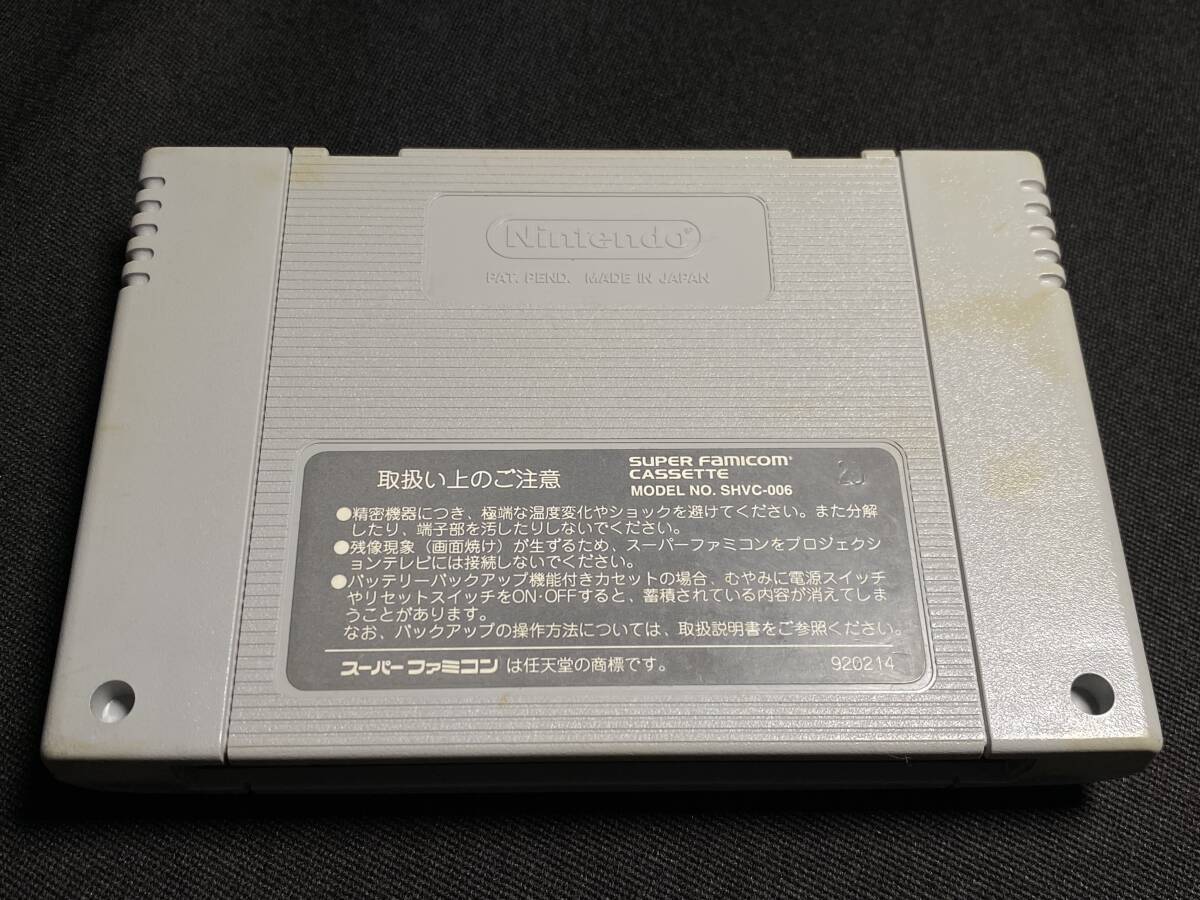 Nintendo®
PAT. PEND. MADE IN JAPAN
取扱い上のご注意
SUPER FAMICOM®
CASSETTE
MODEL NO. SHVC-006
●精密機器につき、極端な温度変化やショックを避けてください。また分解
したり、端子部を汚したりしないでください。
●残像現象（画面焼け）が生ずるため、スーパーファミコンをプロジェクシ
ョンテレビには接続しないでください。
●バッテリーバックアップ機能付きカセットの場合、むやみに電源スイッチ
やリセットスイッチをON・OFFすると、蓄積されている内容が消えてしま
うことがあります。
なお、バックアップの操作方法については、取扱説明書をご参照ください。
スーパーファミコンは任天堂の商標です。
920214